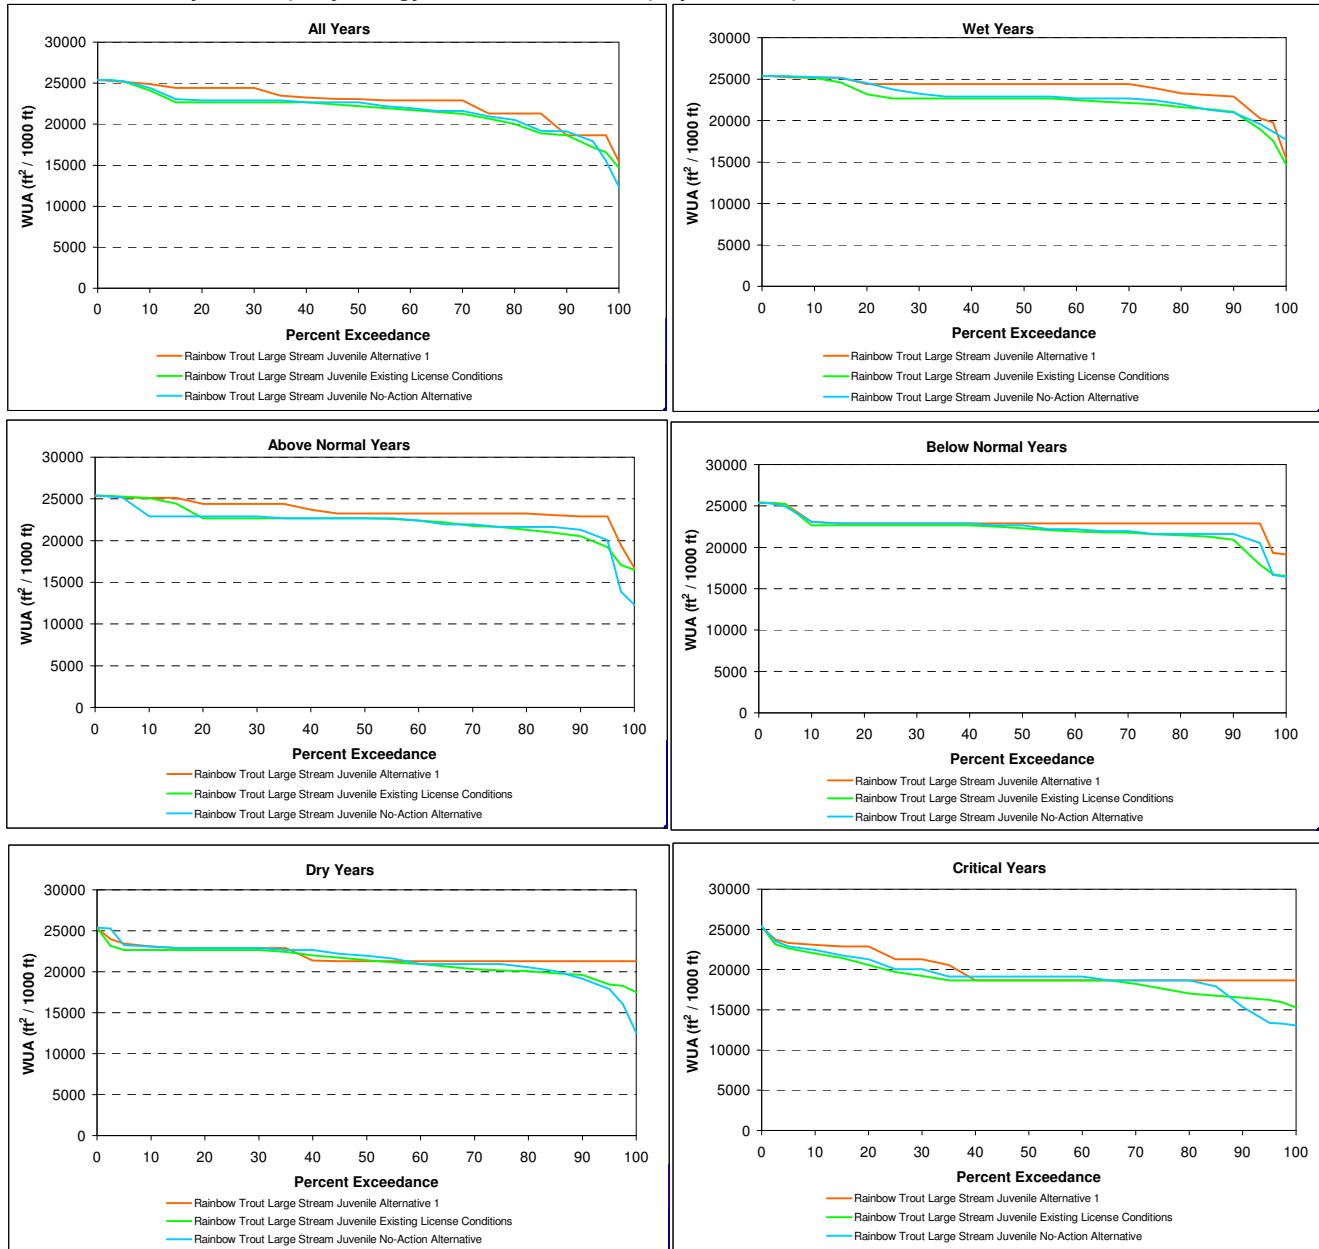 All Years
30000
25000
20000
15000
10000
5000
0
WUA (ft² / 1000 ft)
0 10 20 30 40 50 60 70 80 90 100
Percent Exceedance
Rainbow Trout Large Stream Juvenile Alternative 1
Rainbow Trout Large Stream Juvenile Existing License Conditions
Rainbow Trout Large Stream Juvenile No-Action Alternative
Wet Years
30000
25000
20000
15000
10000
5000
0
WUA (ft² / 1000 ft)
0 10 20 30 40 50 60 70 80 90 100
Percent Exceedance
Rainbow Trout Large Stream Juvenile Alternative 1
Rainbow Trout Large Stream Juvenile Existing License Conditions
Rainbow Trout Large Stream Juvenile No-Action Alternative
Above Normal Years
30000
25000
20000
15000
10000
5000
0
WUA (ft² / 1000 ft)
0 10 20 30 40 50 60 70 80 90 100
Percent Exceedance
Rainbow Trout Large Stream Juvenile Alternative 1
Rainbow Trout Large Stream Juvenile Existing License Conditions
Rainbow Trout Large Stream Juvenile No-Action Alternative
Below Normal Years
30000
25000
20000
15000
10000
5000
0
WUA (ft² / 1000 ft)
0 10 20 30 40 50 60 70 80 90 100
Percent Exceedance
Rainbow Trout Large Stream Juvenile Alternative 1
Rainbow Trout Large Stream Juvenile Existing License Conditions
Rainbow Trout Large Stream Juvenile No-Action Alternative
Dry Years
30000
25000
20000
15000
10000
5000
0
WUA (ft² / 1000 ft)
0 10 20 30 40 50 60 70 80 90 100
Percent Exceedance
Rainbow Trout Large Stream Juvenile Alternative 1
Rainbow Trout Large Stream Juvenile Existing License Conditions
Rainbow Trout Large Stream Juvenile No-Action Alternative
Critical Years
30000
25000
20000
15000
10000
5000
0
WUA (ft² / 1000 ft)
0 10 20 30 40 50 60 70 80 90 100
Percent Exceedance
Rainbow Trout Large Stream Juvenile Alternative 1
Rainbow Trout Large Stream Juvenile Existing License Conditions
Rainbow Trout Large Stream Juvenile No-Action Alternative